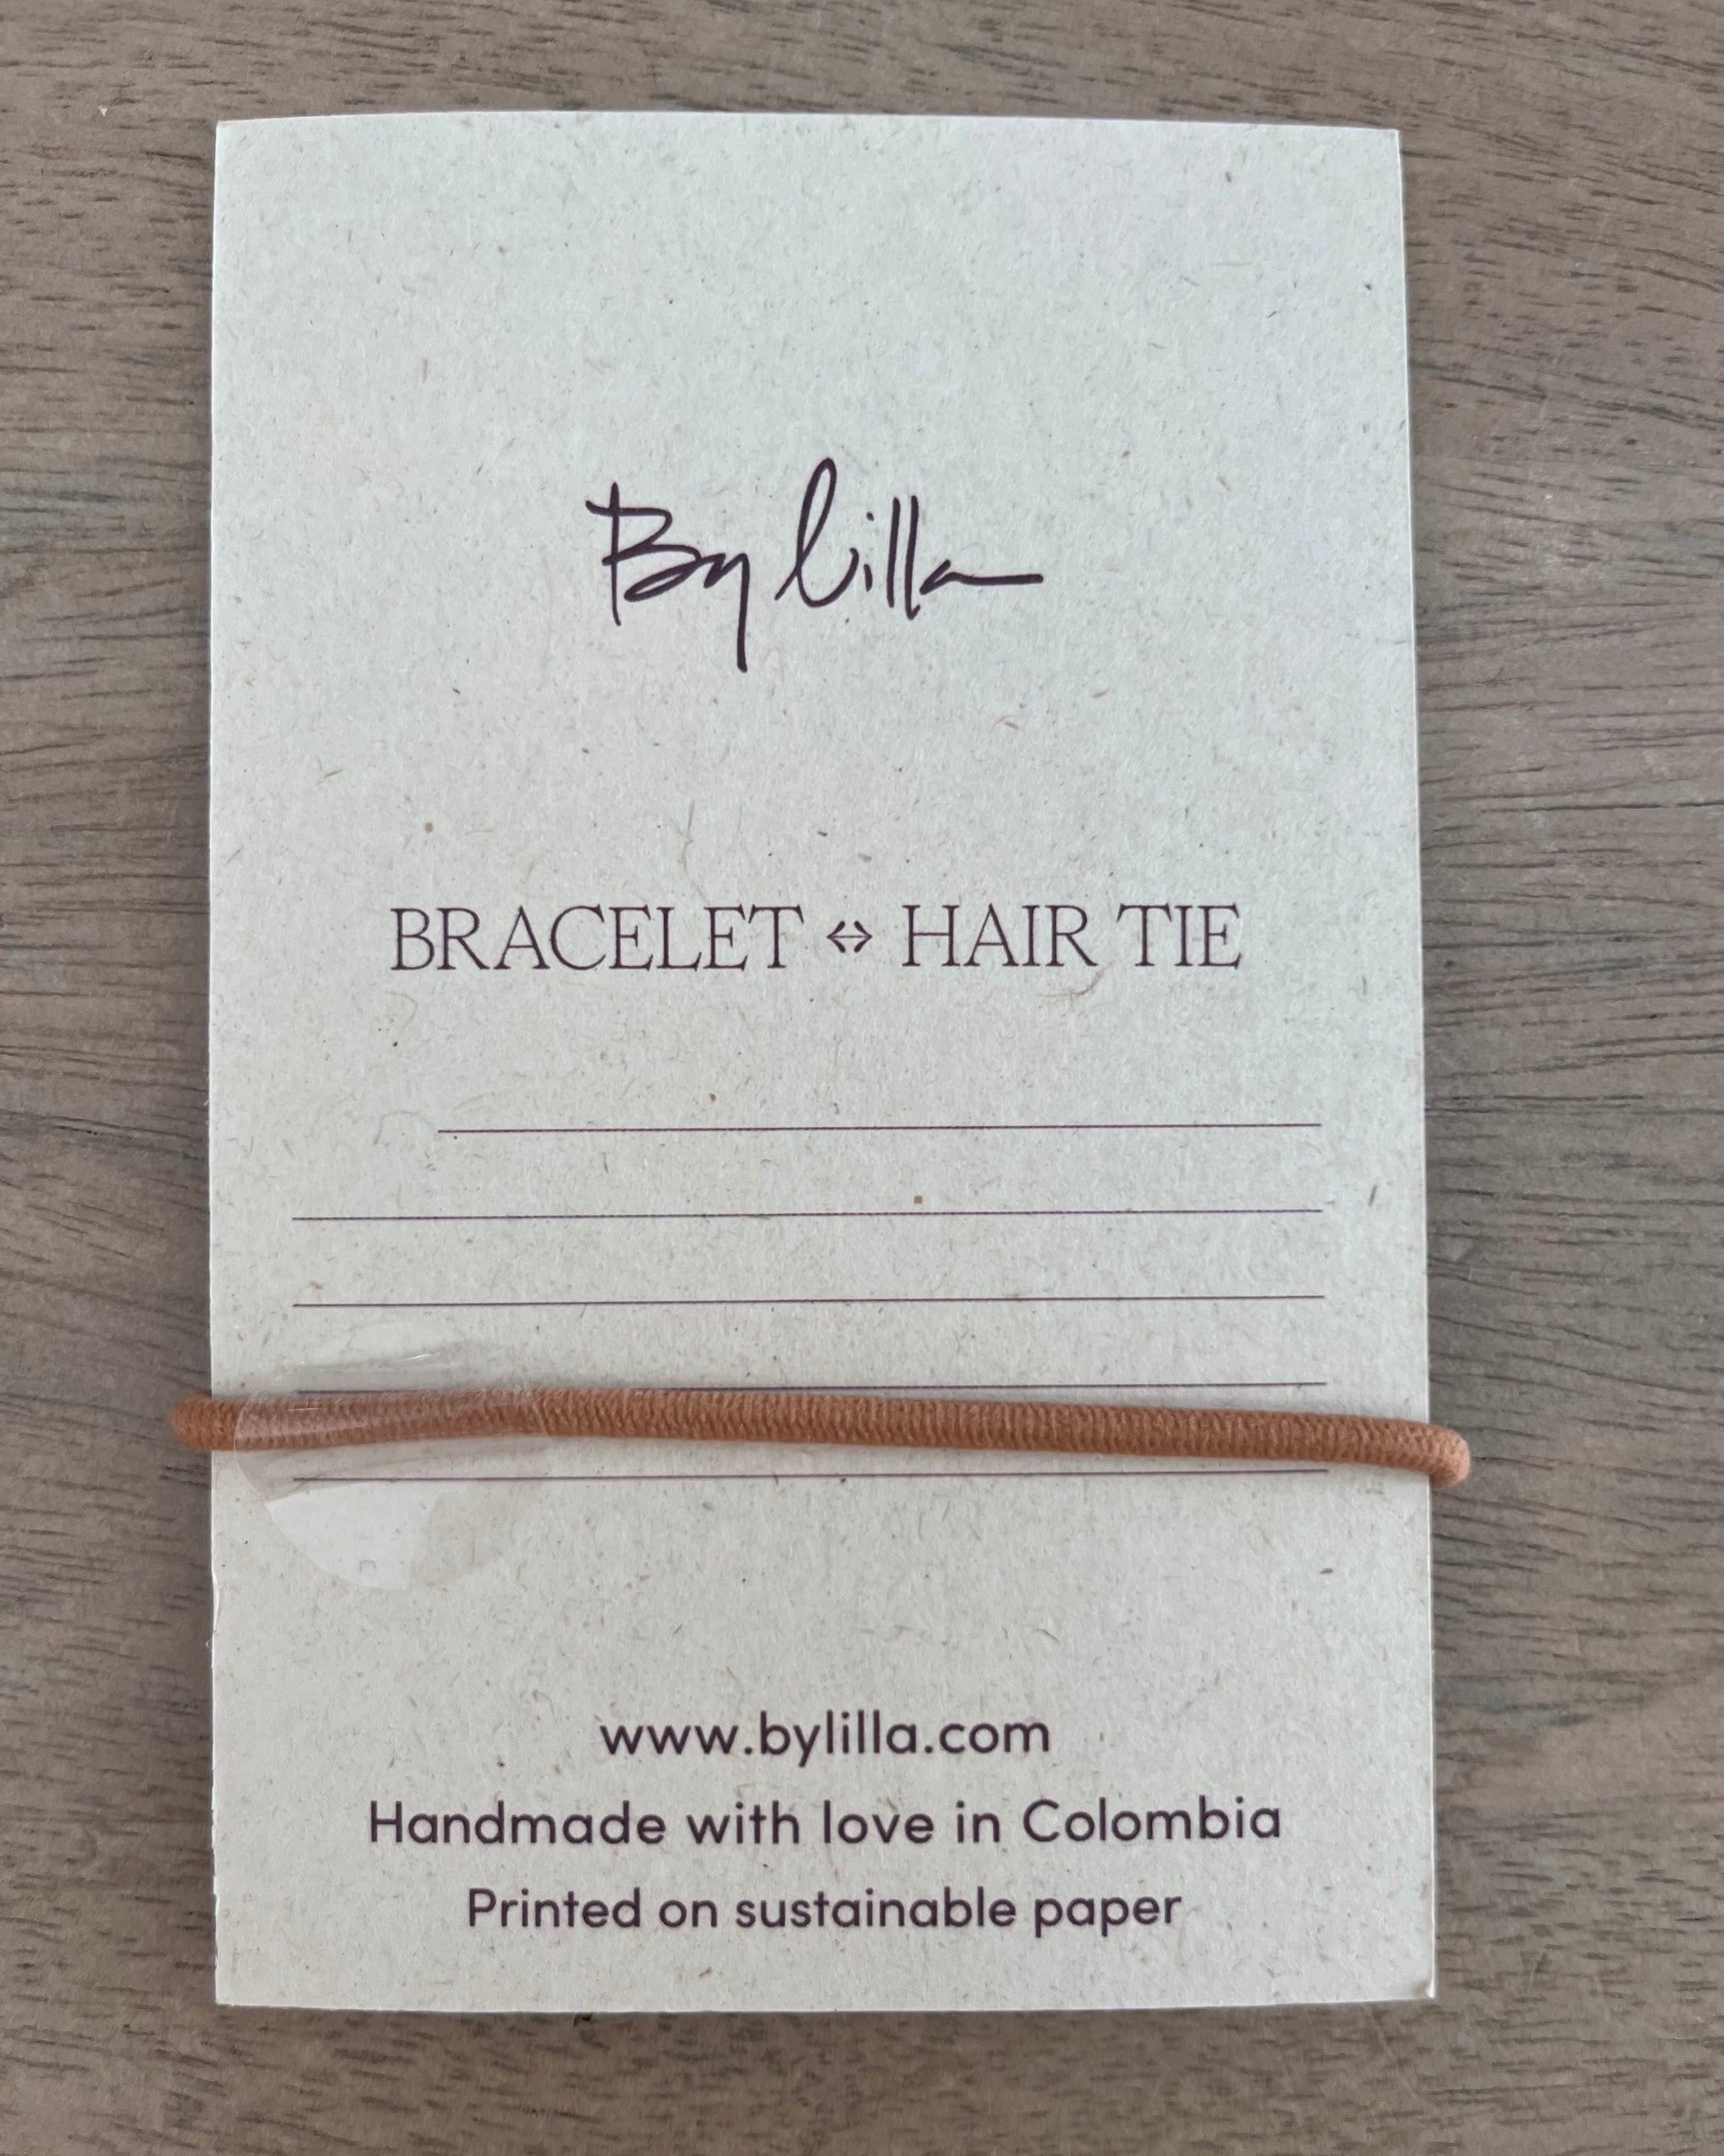 By lilla
BRACELET ⇔ HAIR TIE
www.bylilla.com
Handmade with love in Colombia
Printed on sustainable paper